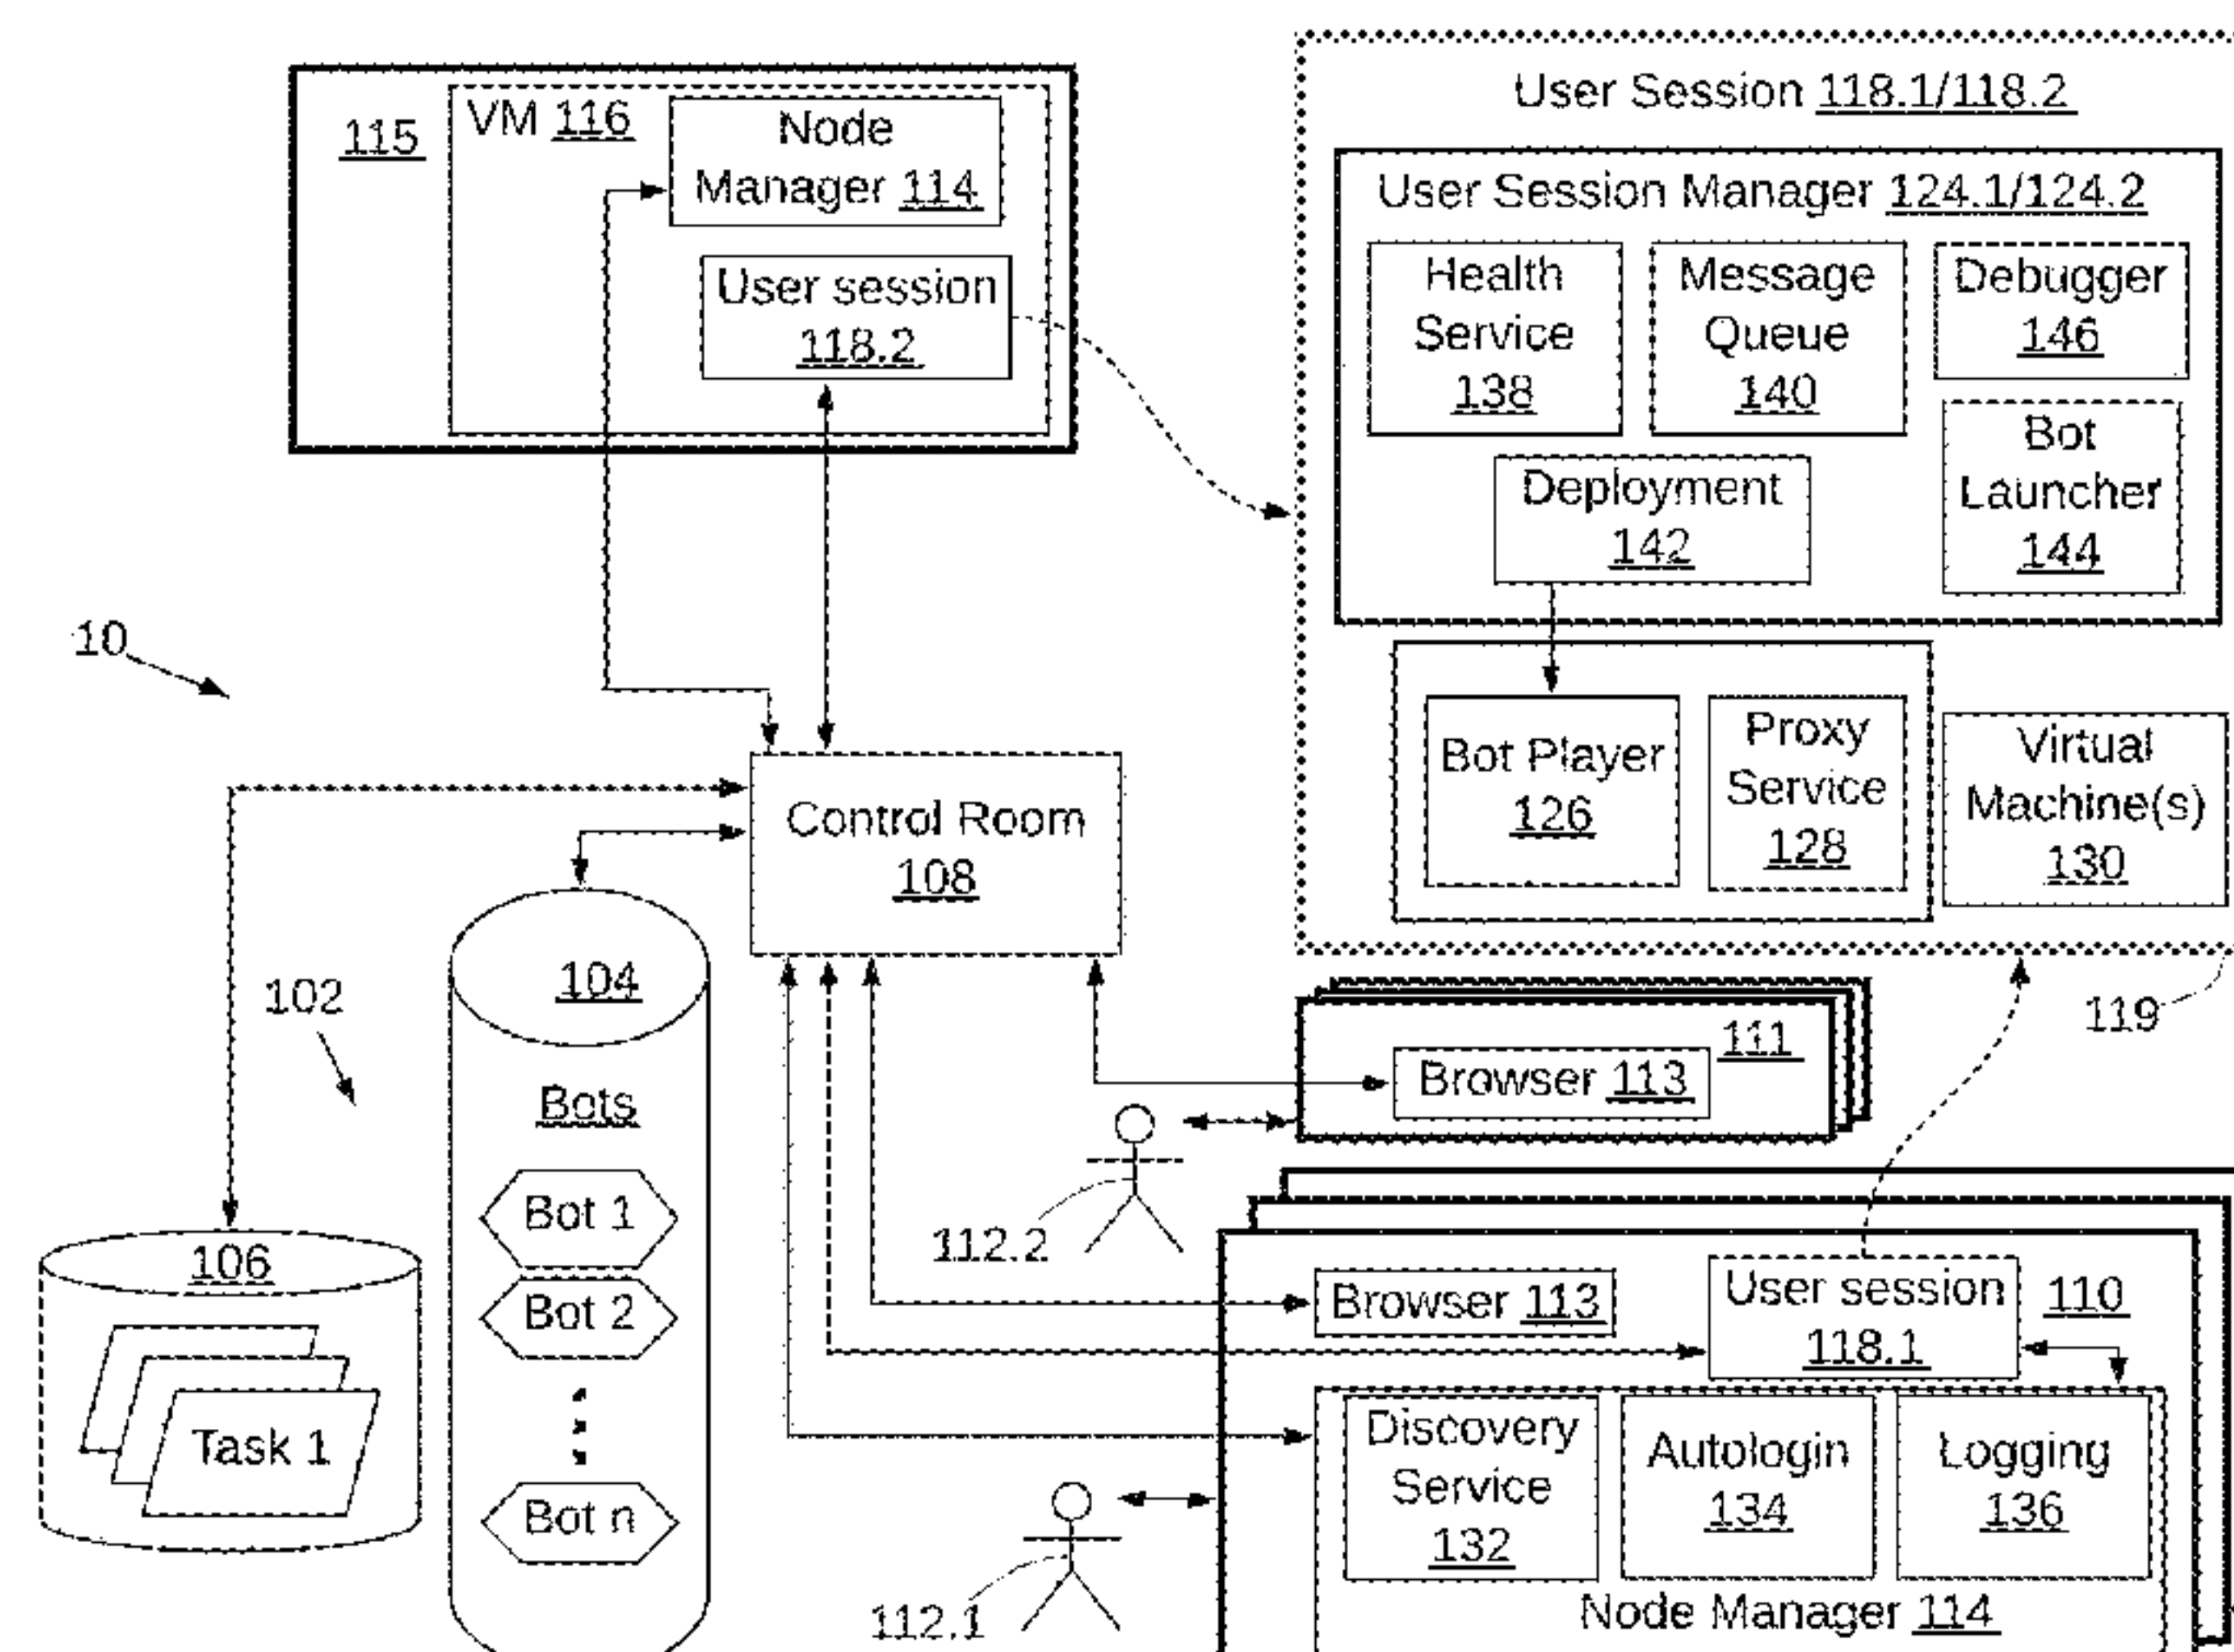 115
VM 116
Node
Manager 114
User session
118.2
User Session 118.1/118.2
User Session Manager 124.1/124.2
Health
Service
138
Message
Queue
140
Debugger
146
Deployment
142
Bot
Launcher
144
Bot Player
126
Proxy
Service
128
Virtual
Machine(s)
130
119
10
Control Room
108
102
104
Bots
Bot 1
Bot 2
Bot n
106
Task 1
111
Browser 113
112.2
Browser 113
User session
118.1
110
Discovery
Service
132
Autologin
134
Logging
136
Node Manager 114
112.1